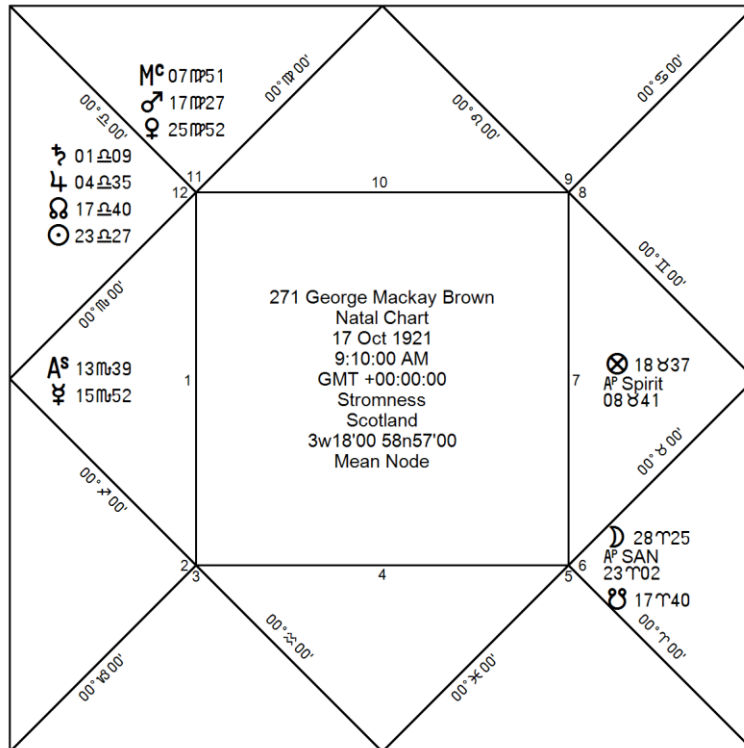 Mc 07♍51
♂ 17♍27
♀ 25♍52
00°♎00'
00°♍00'
00°♌00'
00°♋00'
♄ 01♎09
♃ 04♎35
☊ 17♎40
☉ 23♎27
11
12
10
9
8
00°♏00'
00°♊00'
271 George Mackay Brown
Natal Chart
17 Oct 1921
9:10:00 AM
GMT +00:00:00
Stromness
Scotland
3w18'00 58n57'00
Mean Node
As 13♏39
☿ 15♏52
1
7
⊗ 18♉37
AP Spirit
08♉41
00°♐00'
00°♉00'
☽ 28♈25
AP SAN
23♈02
☋ 17♈40
2
3
4
5
6
00°♑00'
00°♒00'
00°♓00'
00°♈00'